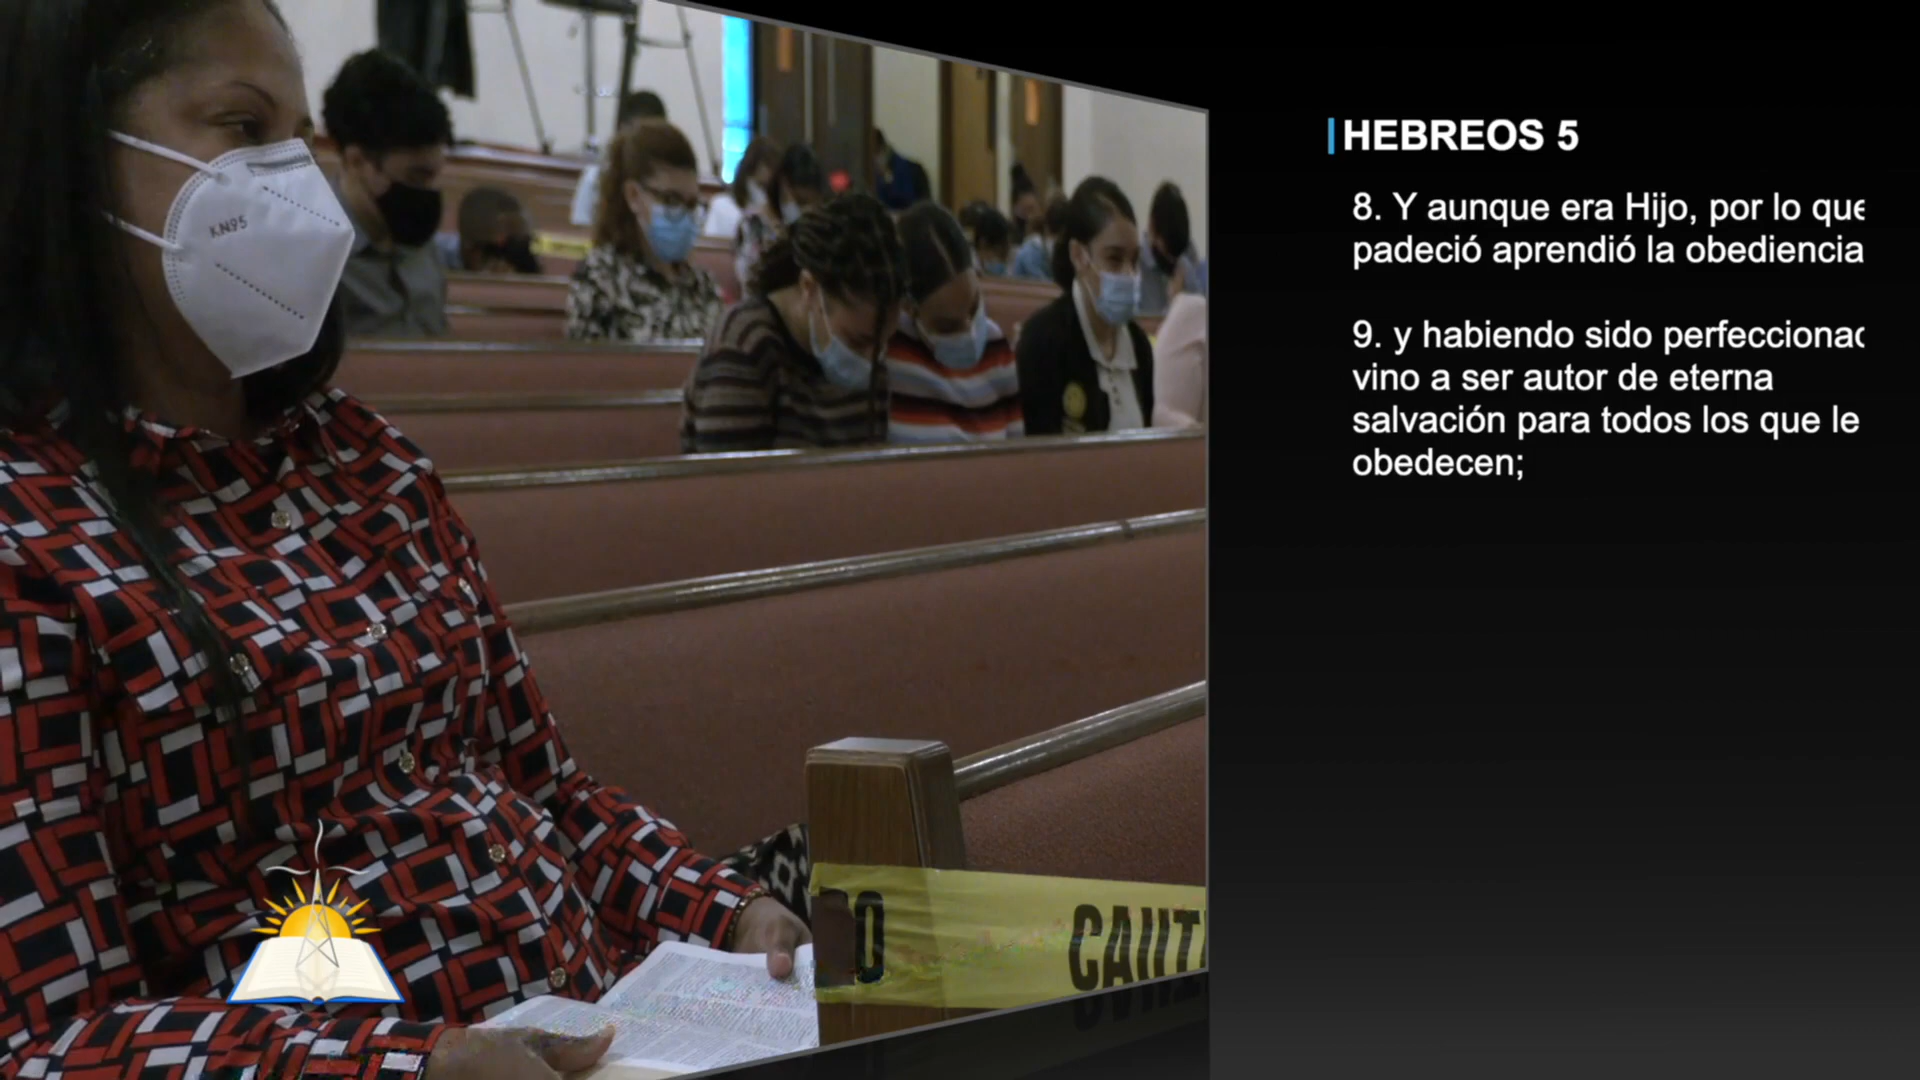 HEBREOS 5
8. Y aunque era Hijo, por lo que
padeció aprendió la obediencia
9. y habiendo sido perfeccionad
vino a ser autor de eterna
salvación para todos los que le
obedecen;
KN95